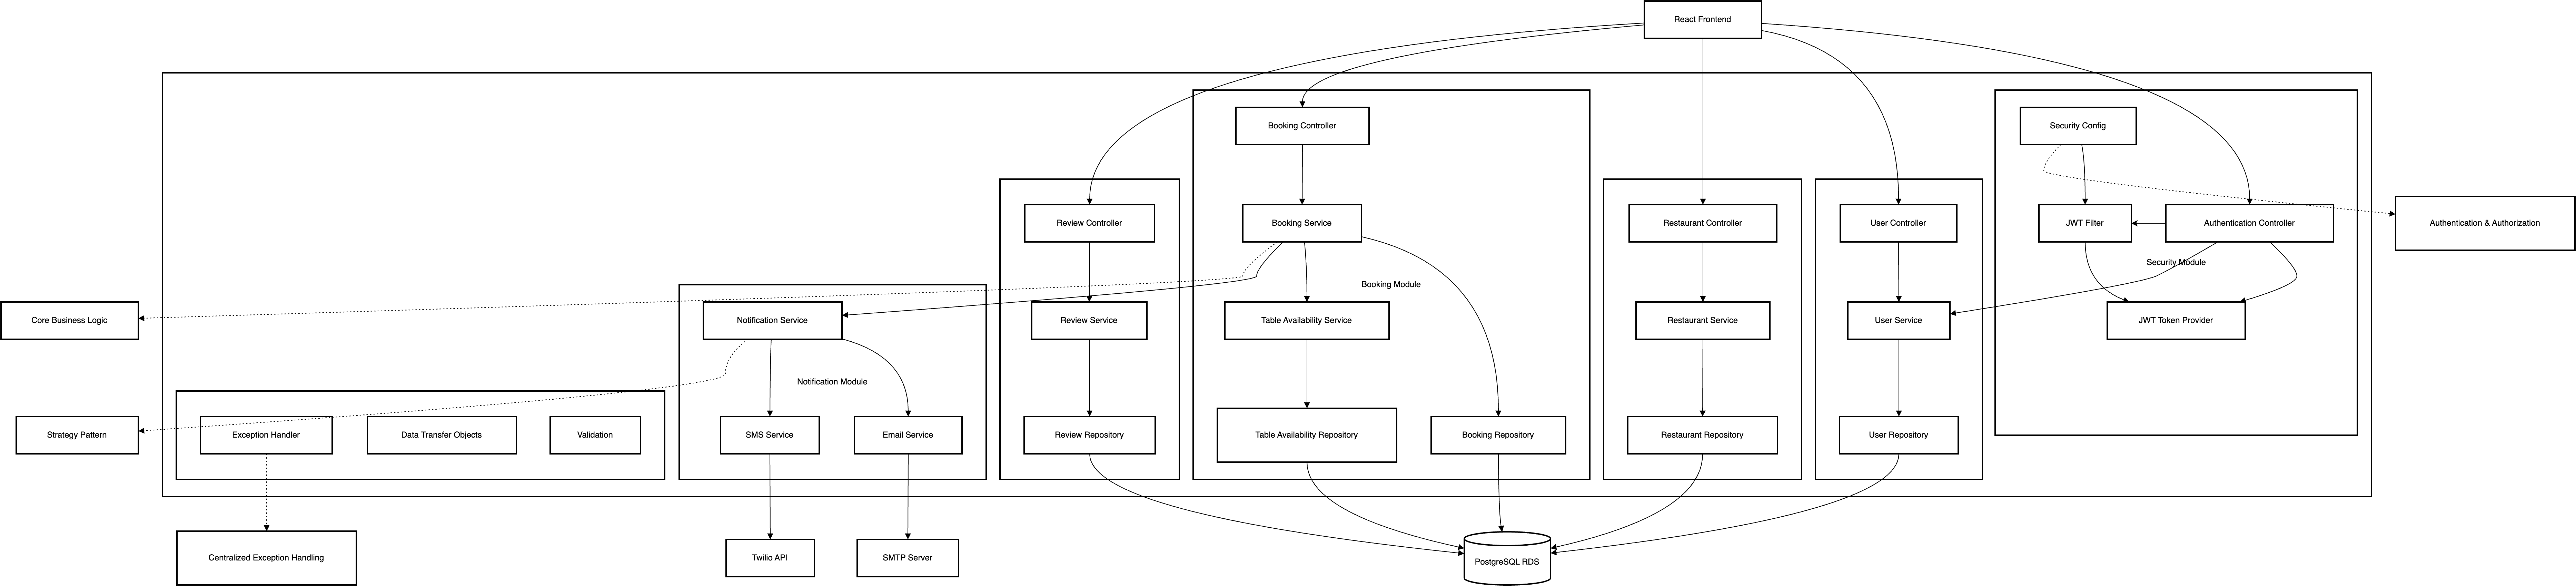 React Frontend
Booking Controller
Security Config
Review Controller
Booking Service
Restaurant Controller
User Controller
JWT Filter
Authentication Controller
Authentication & Authorization
Security Module
Booking Module
Core Business Logic
Notification Service
Review Service
Table Availability Service
Restaurant Service
User Service
JWT Token Provider
Notification Module
Strategy Pattern
Exception Handler
Data Transfer Objects
Validation
SMS Service
Email Service
Review Repository
Table Availability Repository
Booking Repository
Restaurant Repository
User Repository
Centralized Exception Handling
Twilio API
SMTP Server
PostgreSQL RDS